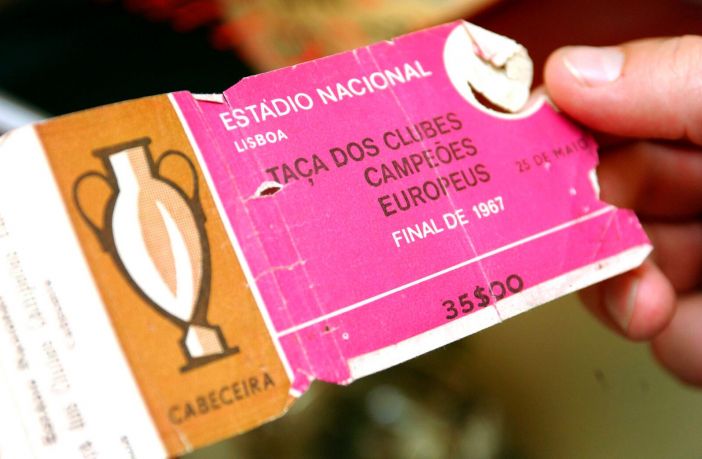 ESTÁDIO NACIONAL
LISBOA
TAÇA DOS CLUBES
CAMPEÕES
EUROPEUS
25 DE MAIO
FINAL DE 1967
35$00
CABECEIRA